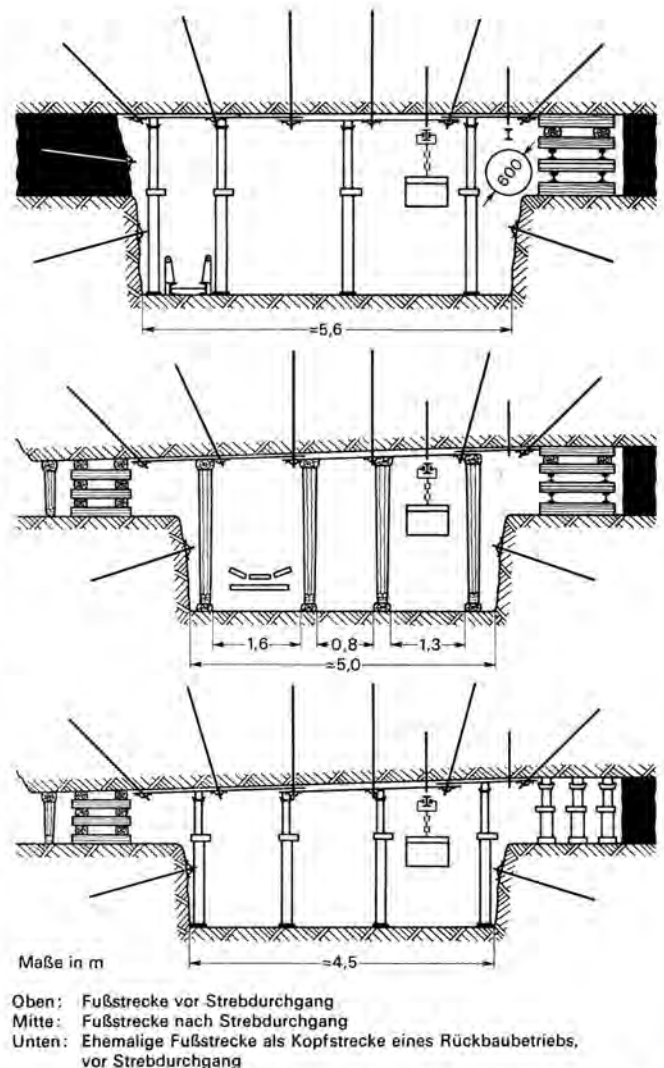 600
≈5,6
1,6 0,8 1,3
≈5,0
≈4,5
Maße in m
Oben: Fußstrecke vor Strebdurchgang
Mitte: Fußstrecke nach Strebdurchgang
Unten: Ehemalige Fußstrecke als Kopfstrecke eines Rückbaubetriebs,
vor Strebdurchgang